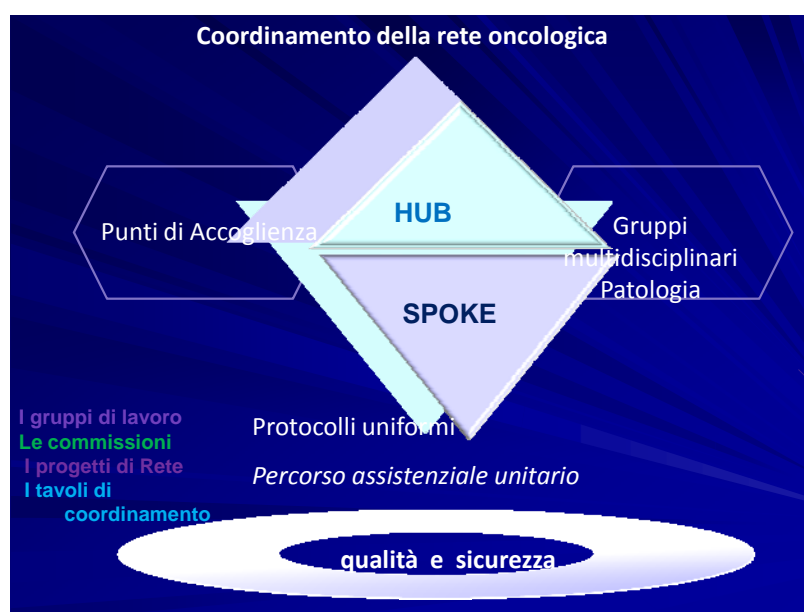 Coordinamento della rete oncologica
HUB
Punti di Accoglienza
Gruppi
multidisciplinari
Patologia
SPOKE
I gruppi di lavoro
Le commissioni
I progetti di Rete
I tavoli di
coordinamento
Protocolli uniformi
Percorso assistenziale unitario
qualità e sicurezza